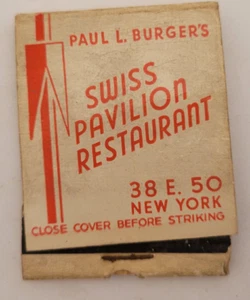 PAUL L. BURGER'S
SWISS
PAVILION
RESTAURANT
38 E. 50
NEW YORK
CLOSE COVER BEFORE STRIKING